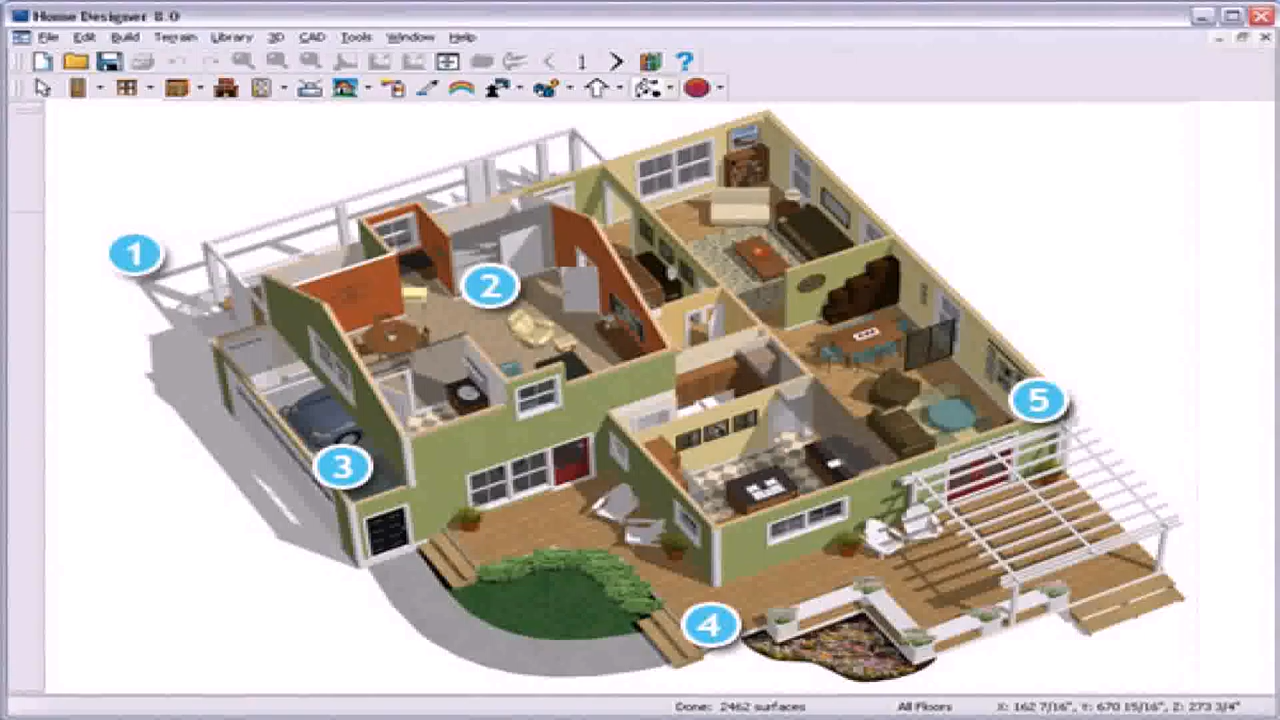 Home Designer 8.0
File Edit Build Terrain Library 3D CAD Tools Window Help
1 ?
1
2
3
4
5
Done: 2462 surfaces All Floors X: 162 7/16", Y: 670 15/16", Z: 273 3/4"